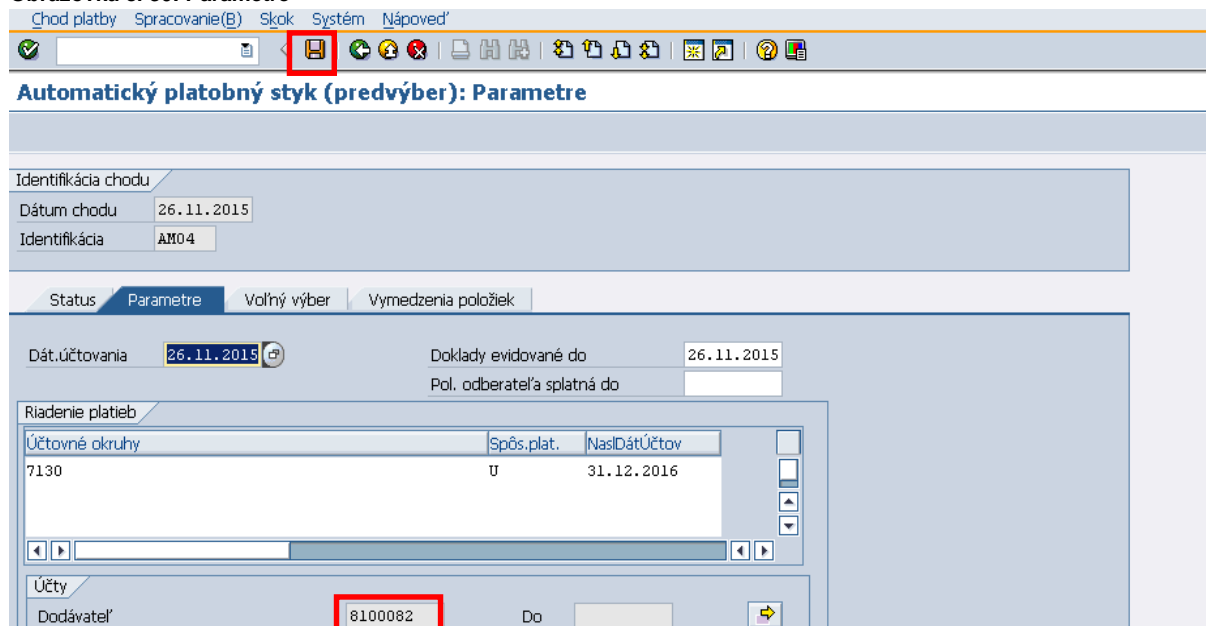 Chod platby Spracovanie(B) Skok Systém Nápoveď
Automatický platobný styk (predvýber): Parametre
Identifikácia chodu
Dátum chodu 26.11.2015
Identifikácia AM04
Status Parametre Voľný výber Vymedzenia položiek
Dát.účtovania 26.11.2015 Doklady evidované do 26.11.2015
Pol. odberateľa splatná do
Riadenie platieb
Účtovné okruhy Spôs.plat. NaslDátÚčtov
7130 U 31.12.2016
Účty
Dodávateľ 8100082 Do